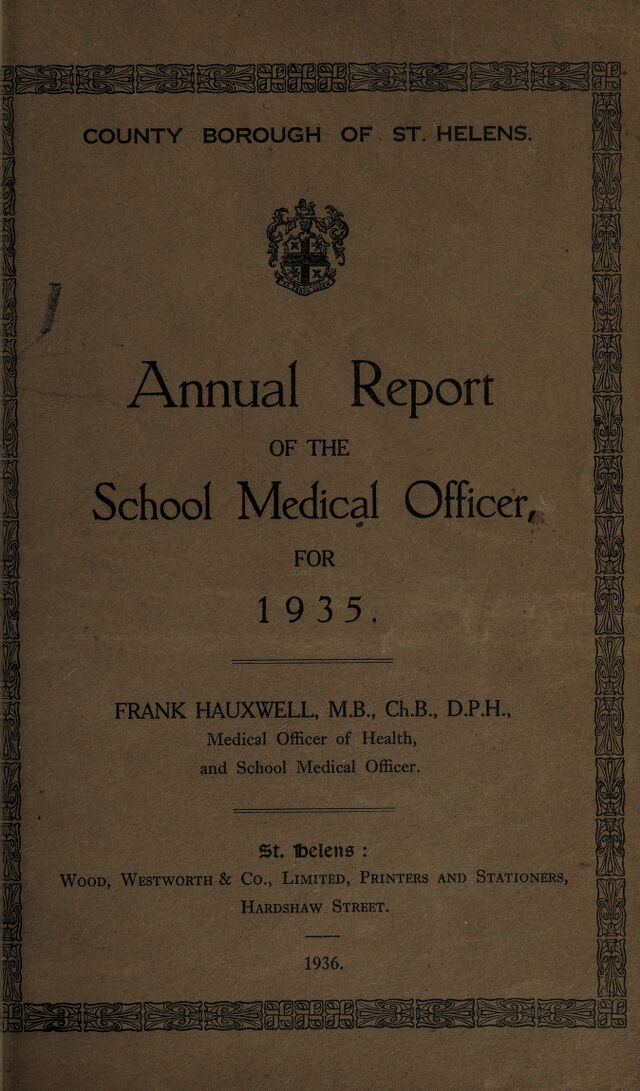 COUNTY BOROUGH OF ST. HELENS.
Annual Report
OF THE
School Medical Officer,
FOR
1935.
FRANK HAUXWELL, M.B., Ch.B., D.P.H.,
Medical Officer of Health,
and School Medical Officer.
St. Helens :
WOOD, WESTWORTH & CO., LIMITED, PRINTERS AND STATIONERS,
HARDSHAW STREET.
1936.